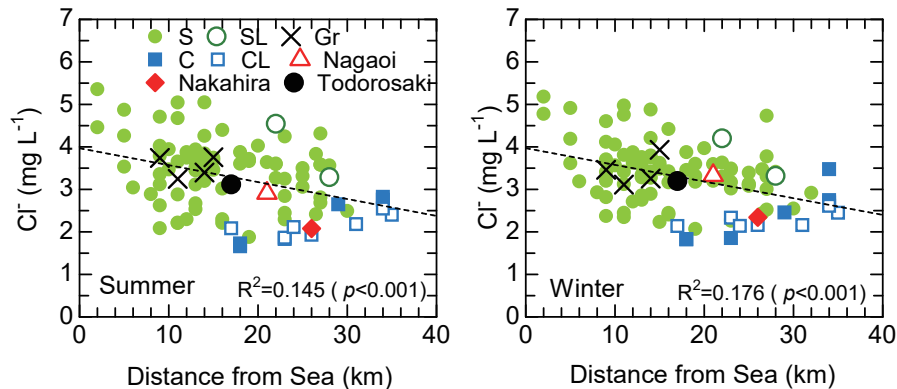 7
6
5
4
3
2
1
0
Cl- (mg L-1)
S SL Gr
C CL Nagaoi
Nakahira Todorosaki
Summer
R2=0.145 ( p<0.001)
0 10 20 30 40
Distance from Sea (km)
7
6
5
4
3
2
1
0
Cl- (mg L-1)
Winter
R2=0.176 ( p<0.001)
0 10 20 30 40
Distance from Sea (km)